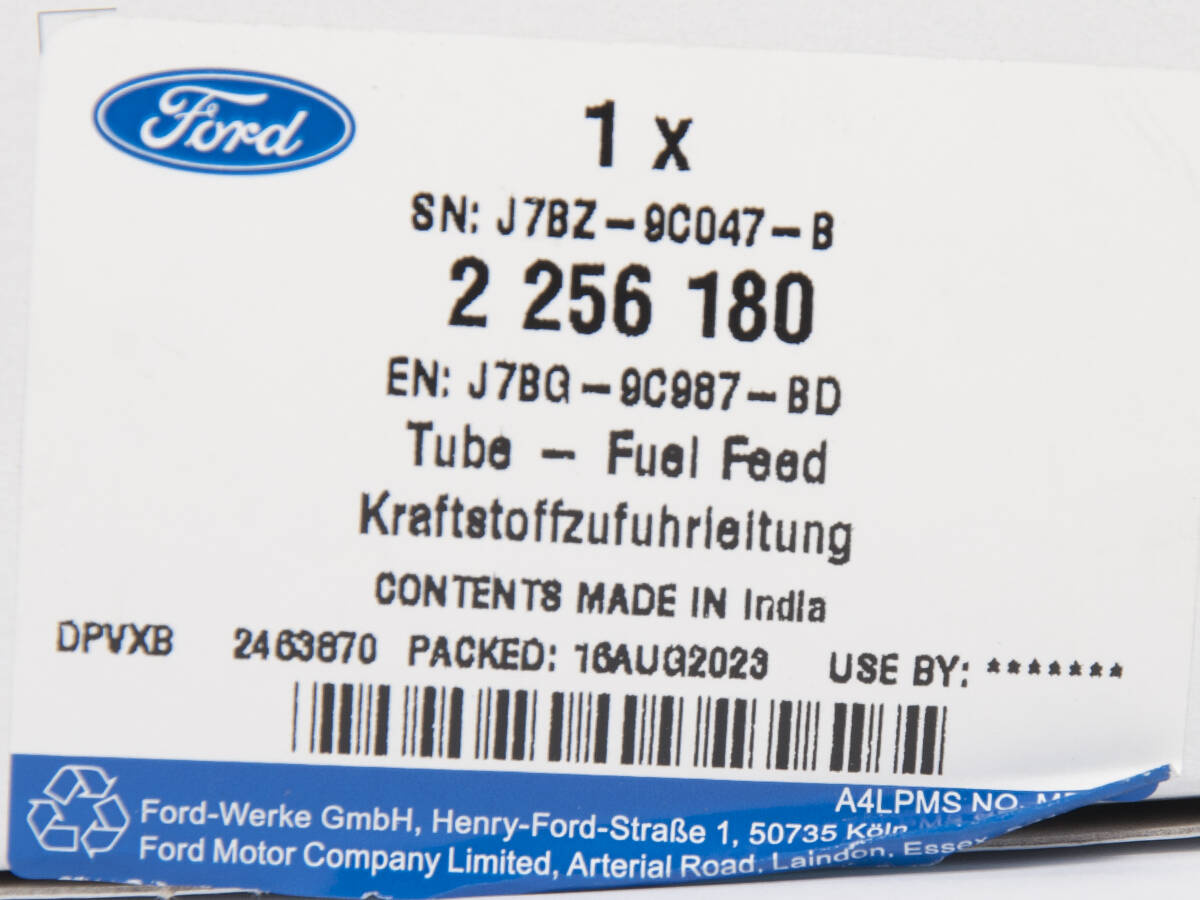 Ford
1 x
SN: J7BZ-9C047-B
2 256 180
EN: J7BG-9C987-BD
Tube - Fuel Feed
Kraftstoffzufuhrleitung
CONTENTS MADE IN India
DPVXB 2463870 PACKED: 16AUG2023 USE BY: *******
A4LPMS NO.
Ford-Werke GmbH, Henry-Ford-Straße 1, 50735 Köln
Ford Motor Company Limited, Arterial Road, Laindon, Essex